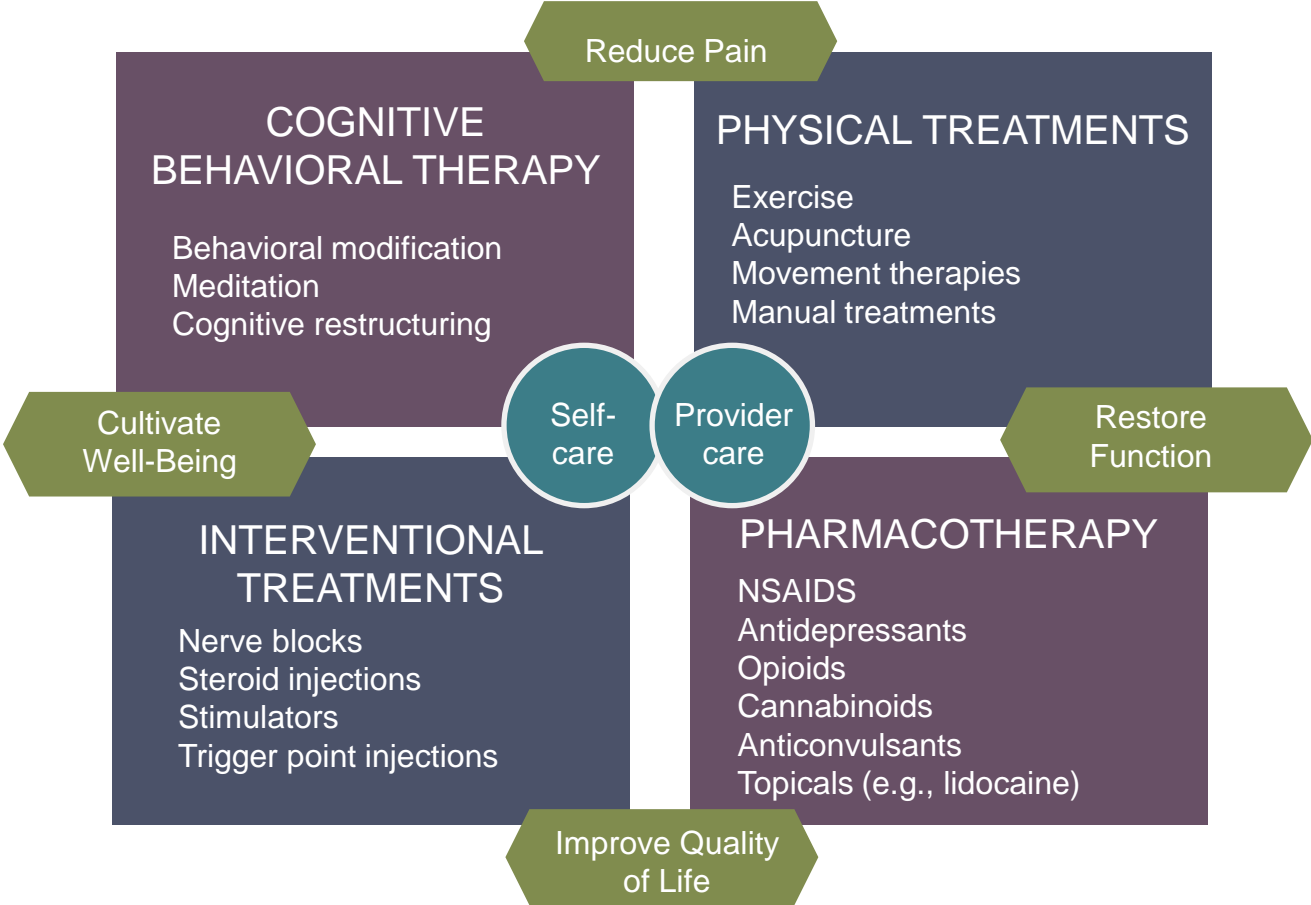 Reduce Pain
COGNITIVE
BEHAVIORAL THERAPY
Behavioral modification
Meditation
Cognitive restructuring
PHYSICAL TREATMENTS
Exercise
Acupuncture
Movement therapies
Manual treatments
Cultivate
Well-Being
Self-
care
Provider
care
Restore
Function
INTERVENTIONAL
TREATMENTS
Nerve blocks
Steroid injections
Stimulators
Trigger point injections
PHARMACOTHERAPY
NSAIDS
Antidepressants
Opioids
Cannabinoids
Anticonvulsants
Topicals (e.g., lidocaine)
Improve Quality
of Life